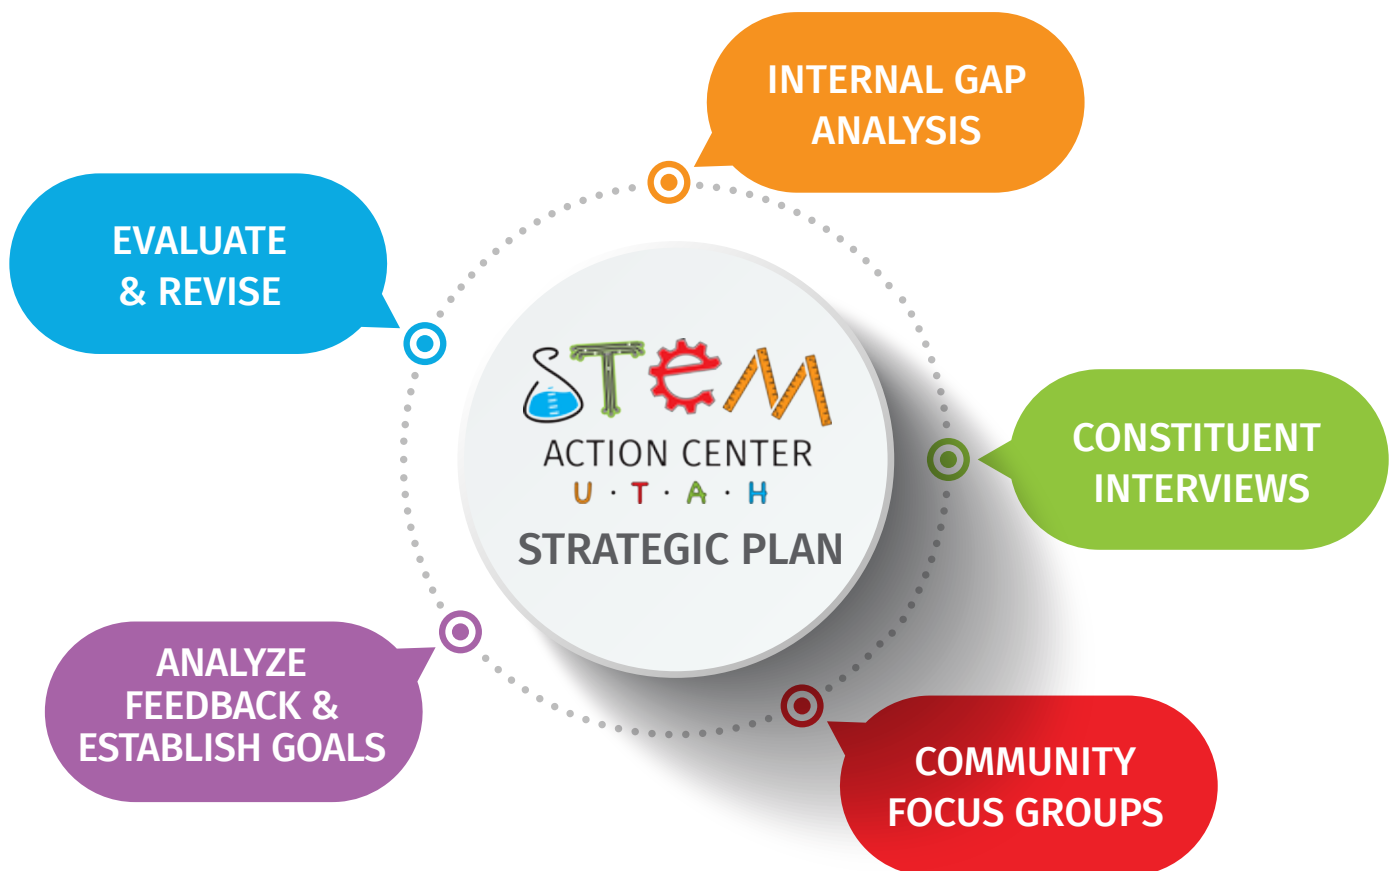 INTERNAL GAP
ANALYSIS
EVALUATE
& REVISE
STEM
ACTION CENTER
U · T · A · H
STRATEGIC PLAN
CONSTITUENT
INTERVIEWS
ANALYZE
FEEDBACK &
ESTABLISH GOALS
COMMUNITY
FOCUS GROUPS